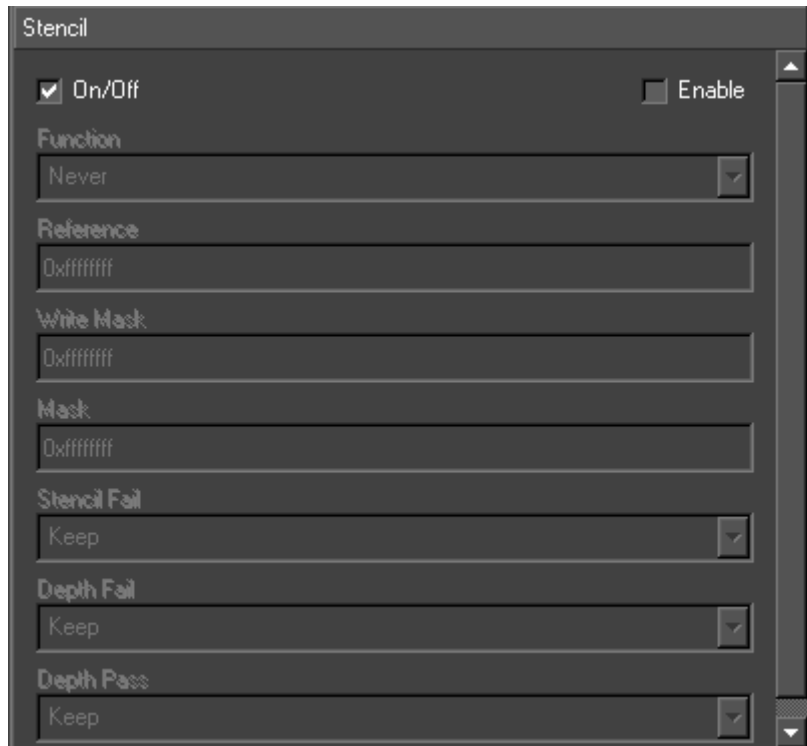 Stencil
On/Off Enable
Function
Never
Reference
0xffffffff
Write Mask
0xffffffff
Mask
0xffffffff
Stencil Fail
Keep
Depth Fail
Keep
Depth Pass
Keep